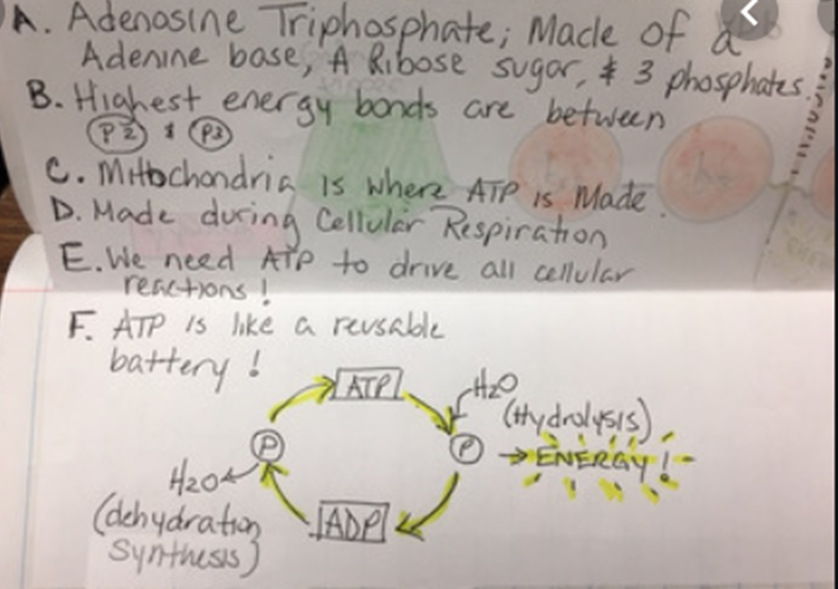 A. Adenosine Triphosphate; Made of a
Adenine base, A Ribose sugar, & 3 phosphates.
B. Highest energy bonds are between
P2 & P3
C. Mitochondria is where ATP is Made.
D. Made during Cellular Respiration
E. We need ATP to drive all cellular
reactions!
F. ATP is like a reusable
battery!
ATP
H2O
(Hydrolysis)
P
P → ENERGY!
H2O
(dehydration
Synthesis)
ADP